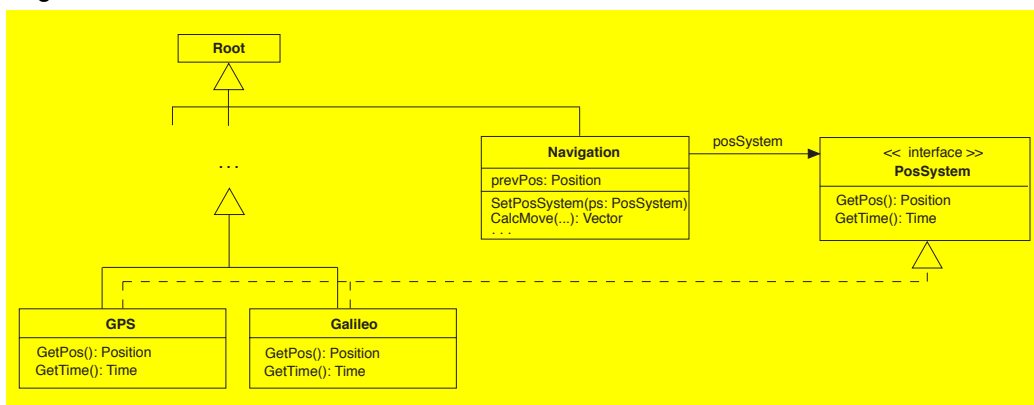 Root
. . .
posSystem
Navigation
prevPos: Position
SetPosSystem(ps: PosSystem)
CalcMove(...): Vector
. . .
<< interface >>
PosSystem
GetPos(): Position
GetTime(): Time
GPS
GetPos(): Position
GetTime(): Time
Galileo
GetPos(): Position
GetTime(): Time